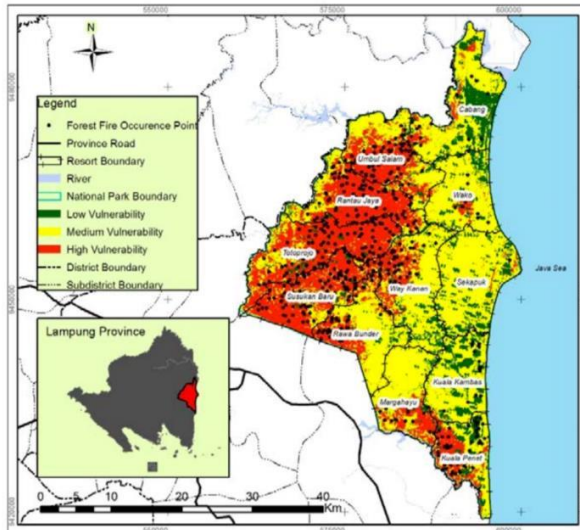 550000
575000
600000
N
Legend
Forest Fire Occurence Point
Province Road
Resort Boundary
River
National Park Boundary
Low Vulnerability
Medium Vulnerability
High Vulnerability
District Boundary
Subdistrict Boundary
Cabang
Umbul Salam
Rantau Jaya
Wako
Totoprojo
Java Sea
Way Kanan
Sekapuk
Susukan Baru
Rawa Bunder
Kuala Kambas
Margahayu
Kuala Penet
Lampung Province
0 5 10 20 30 40
Km